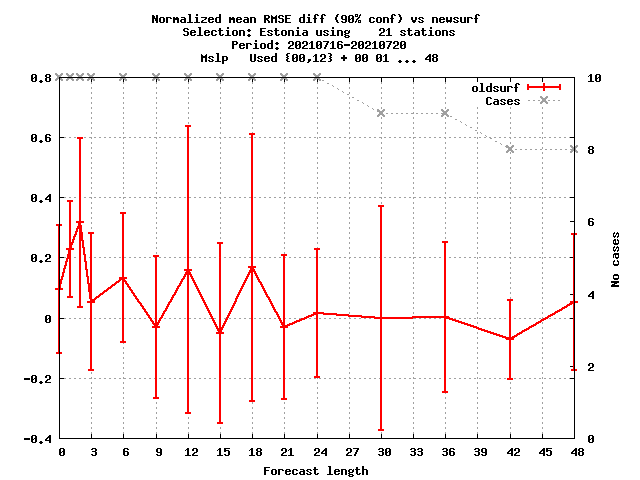 Normalized mean RMSE diff (90% conf) vs newsurf
Selection: Estonia using    21 stations
Period: 20210716-20210720
Mslp   Used {00,12} + 00 01 ... 48
oldsurf
Cases
0.8
0.6
0.4
0.2
0
-0.2
-0.4
10
8
6
4
2
0
No cases
0 3 6 9 12 15 18 21 24 27 30 33 36 39 42 45 48
Forecast length